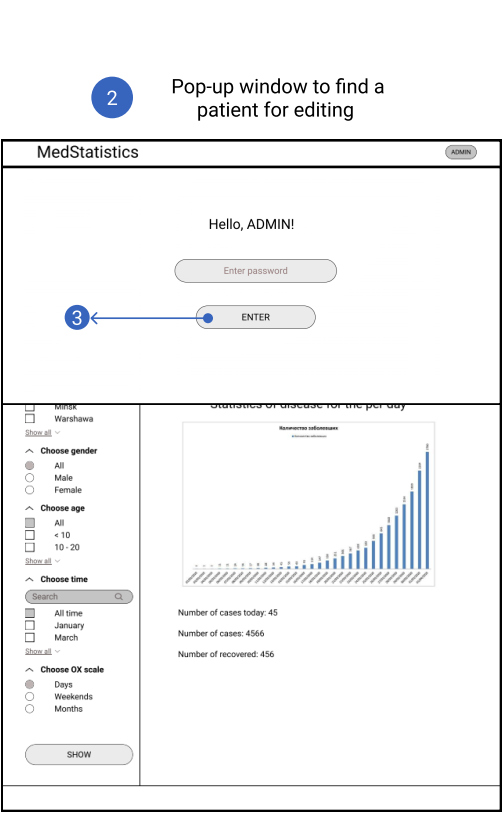 2
Pop-up window to find a
patient for editing
MedStatistics
ADMIN
Hello, ADMIN!
Enter password
3
ENTER
Minsk
Warshawa
Show all
Choose gender
All
Male
Female
Choose age
All
< 10
10 - 20
Show all
Choose time
Search
All time
January
March
Show all
Choose OX scale
Days
Weekends
Months
SHOW
Statistics of disease for the per day
Количество заболевших
Number of cases today: 45
Number of cases: 4566
Number of recovered: 456